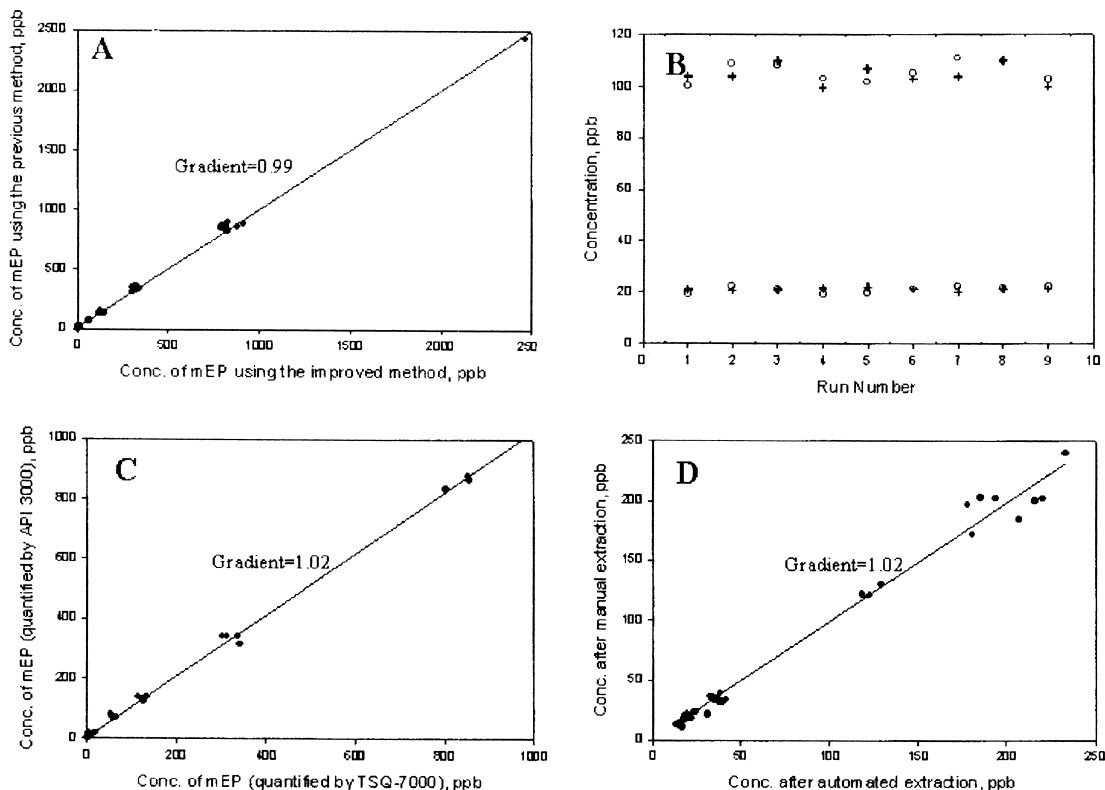 A
Conc. of mEP using the previous method, ppb
2500
2000
1500
1000
500
0
Gradient=0.99
0 500 1000 1500 2000 250
Conc. of mEP using the improved method, ppb
B
Concentration, ppb
120
100
80
60
40
20
0
0 1 2 3 4 5 6 7 8 9 10
Run Number
C
Conc. of mEP (quantified by API 3000), ppb
1000
800
600
400
200
0
Gradient=1.02
0 200 400 600 800 1000
Conc. of mEP (quantified by TSQ-7000), ppb
D
Conc. after manual extraction, ppb
250
200
150
100
50
0
Gradient=1.02
0 50 100 150 200 250
Conc. after automated extraction, ppb